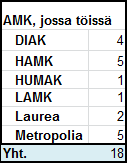 AMK, jossa töissä
DIAK 4
HAMK 5
HUMAK 1
LAMK 1
Laurea 2
Metropolia 5
Yht. 18